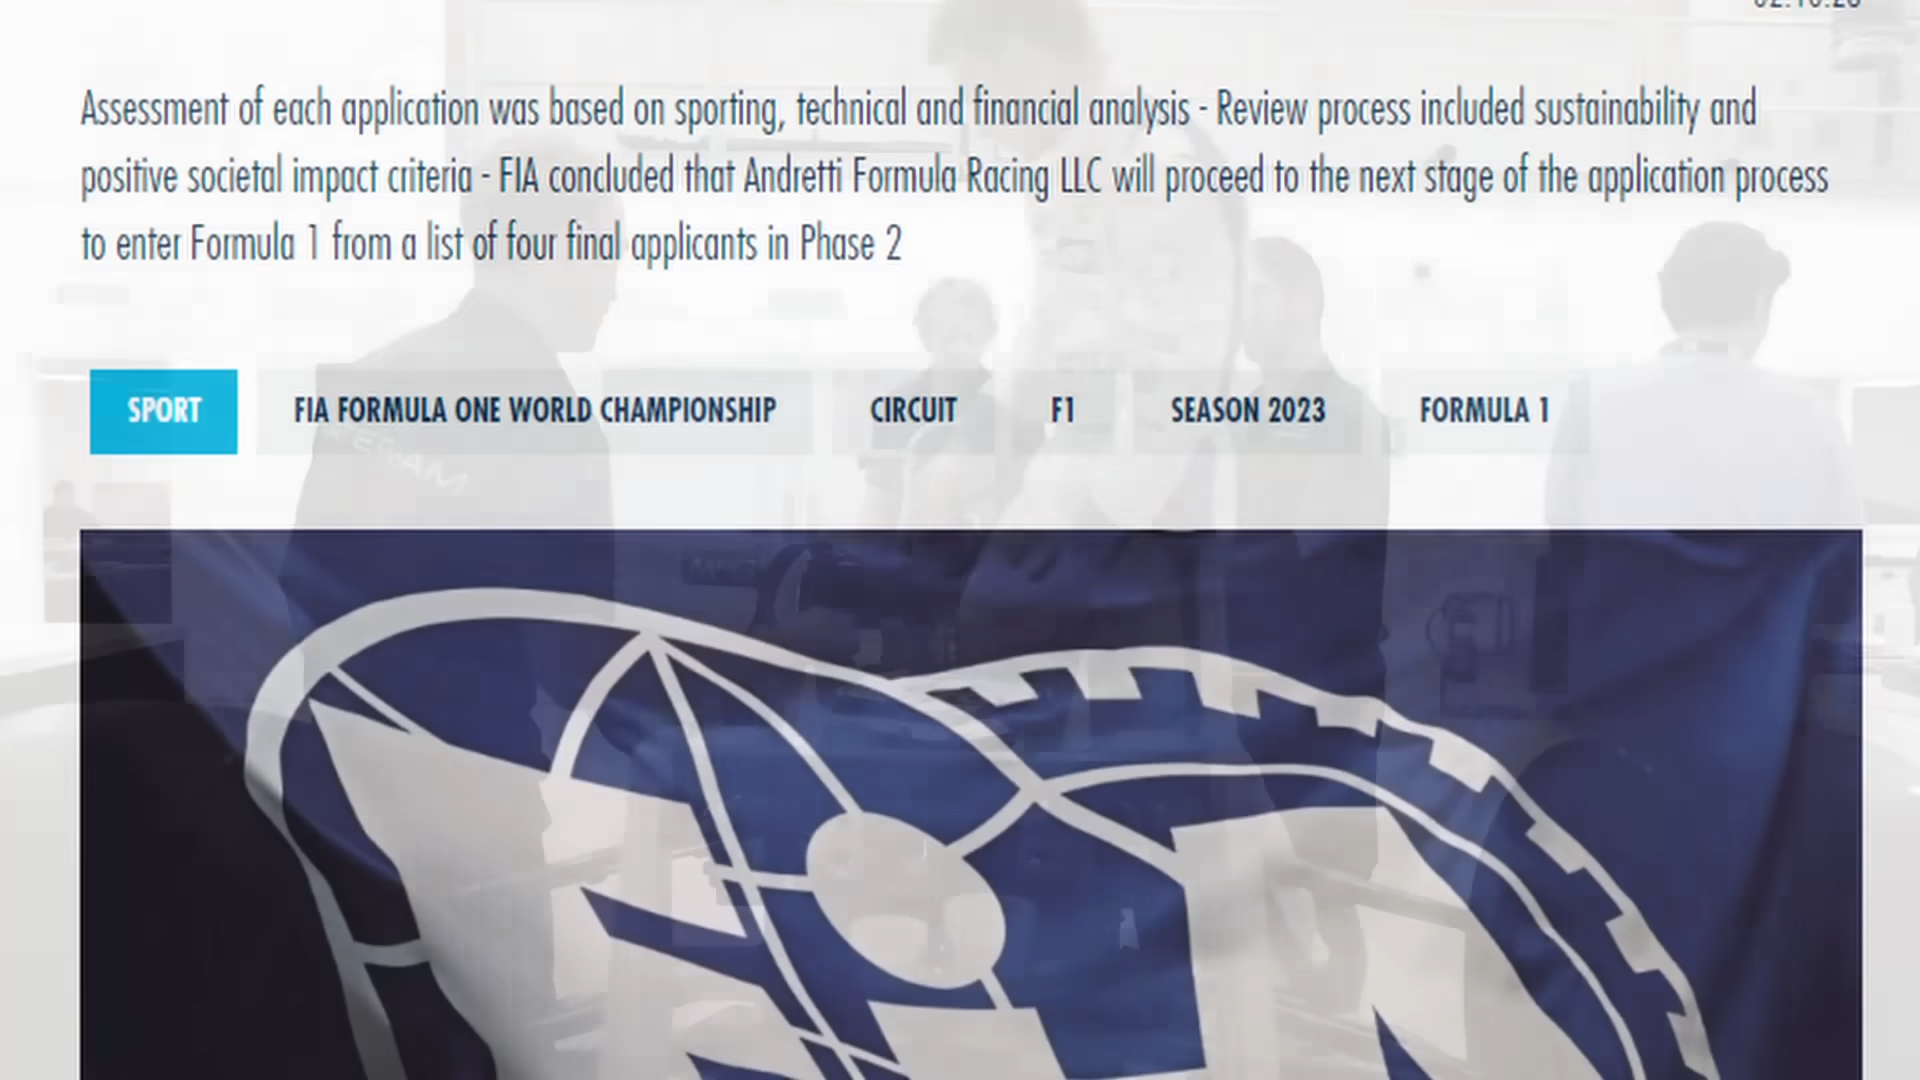 Assessment of each application was based on sporting, technical and financial analysis - Review process included sustainability and
positive societal impact criteria - FIA concluded that Andretti Formula Racing LLC will proceed to the next stage of the application process
to enter Formula 1 from a list of four final applicants in Phase 2
SPORT
FIA FORMULA ONE WORLD CHAMPIONSHIP
CIRCUIT
F1
SEASON 2023
FORMULA 1